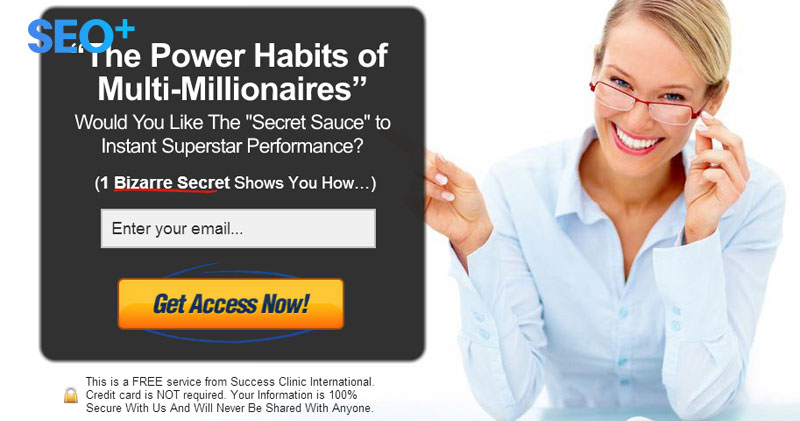 SEO+
“The Power Habits of
Multi-Millionaires”
Would You Like The "Secret Sauce" to
Instant Superstar Performance?
(1 Bizarre Secret Shows You How…)
Enter your email...
Get Access Now!
This is a FREE service from Success Clinic International.
Credit card is NOT required. Your Information is 100%
Secure With Us And Will Never Be Shared With Anyone.